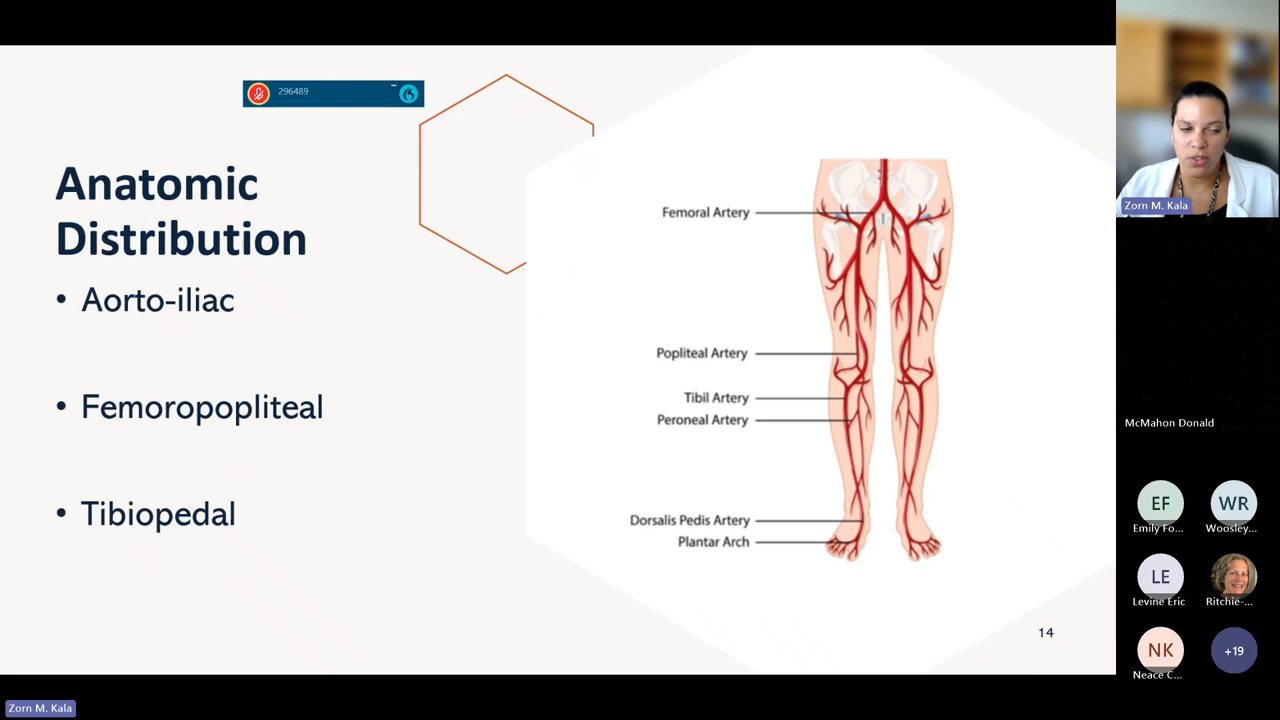 296489
Anatomic
Distribution
• Aorto-iliac
• Femoropopliteal
• Tibiopedal
Femoral Artery
Popliteal Artery
Tibil Artery
Peroneal Artery
Dorsalis Pedis Artery
Plantar Arch
14
Zorn M. Kala
McMahon Donald
EF
WR
Emily Fo...
Woosley...
LE
Levine Eric
Ritchie-...
NK
+19
Neace C...
Zorn M. Kala